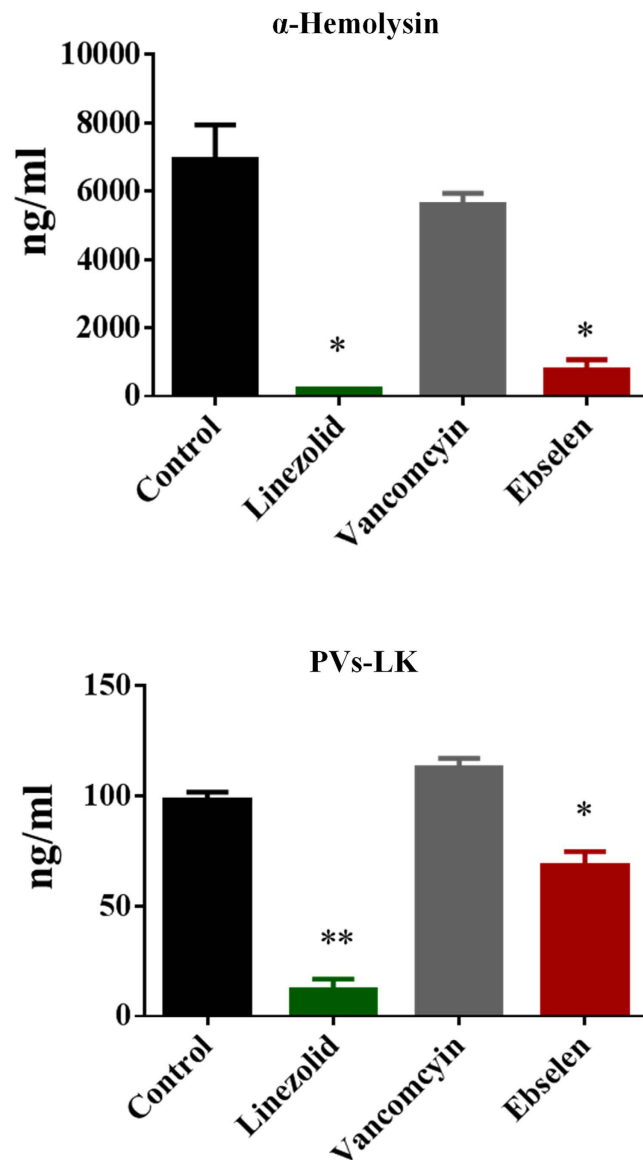 α-Hemolysin
10000
8000
6000
4000
2000
0
ng/ml
*
*
Control
Linezolid
Vancomcyin
Ebselen
PVs-LK
150
100
50
0
ng/ml
**
*
Control
Linezolid
Vancomcyin
Ebselen